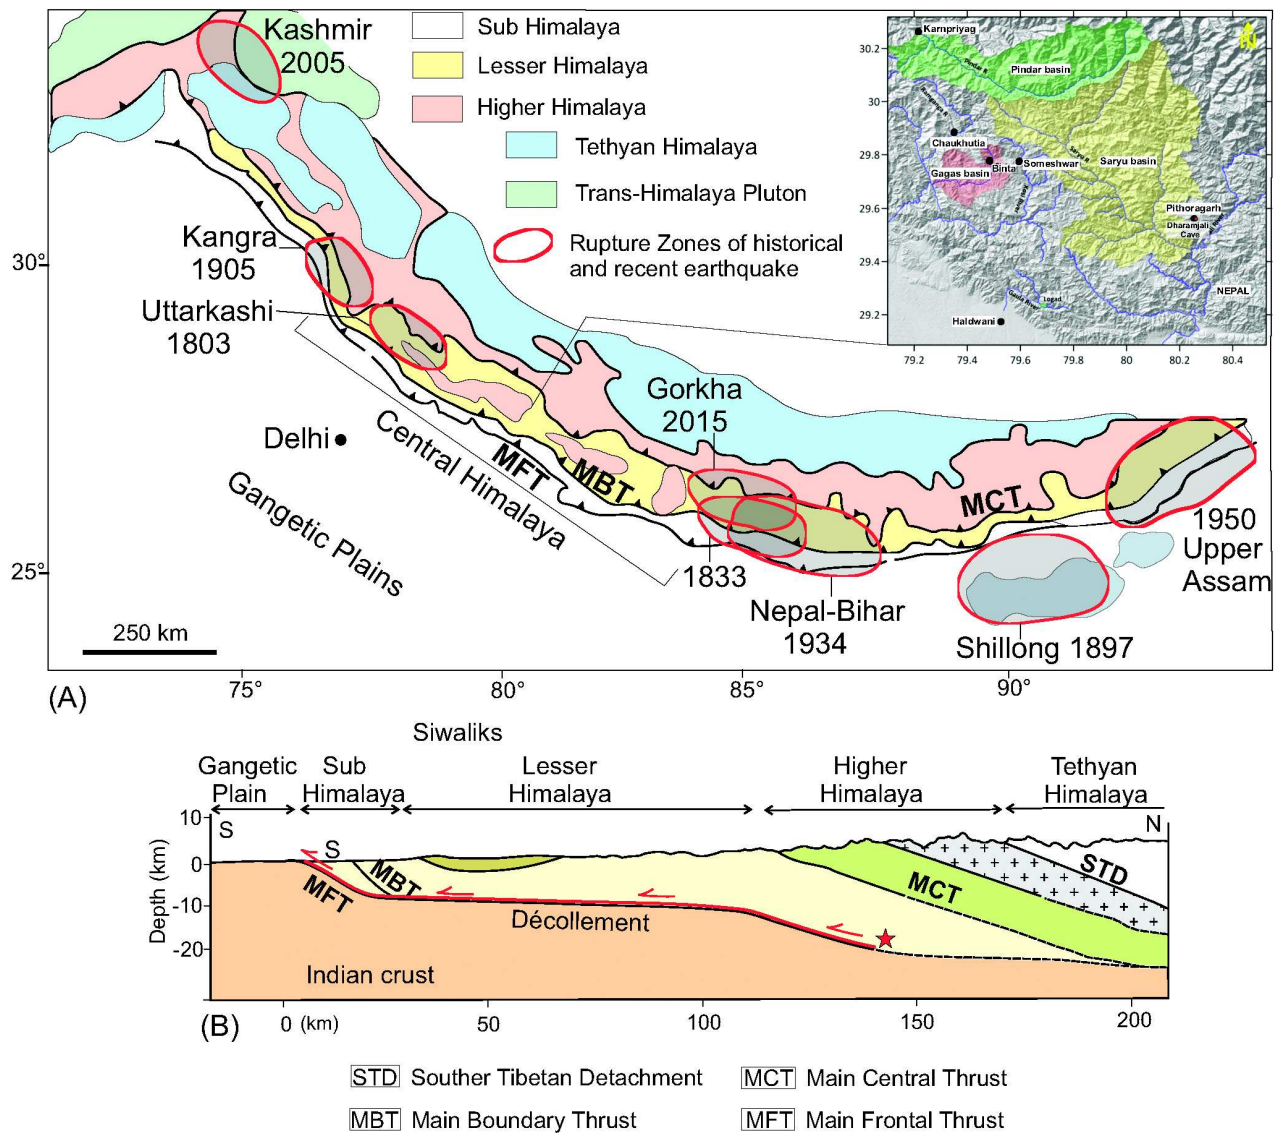 Kashmir
2005
Sub Himalaya
Lesser Himalaya
Higher Himalaya
Tethyan Himalaya
Trans-Himalaya Pluton
Rupture Zones of historical
and recent earthquake
Kangra
1905
30°
Uttarkashi
1803
Delhi
Central Himalaya
MFT
MBT
Gangetic Plains
Gorkha
2015
MCT
1950
Upper
Assam
1833
Nepal-Bihar
1934
Shillong 1897
25°
250 km
(A)
75°
80°
85°
90°
30.2
30
29.8
29.6
29.4
29.2
79.2
79.4
79.6
79.8
80
80.2
80.4
Karnpriyag
Pindar R
Pindar basin
Chaukhutia
Saryu R
Saryu basin
Gagas basin
Binta
Someshwar
Pithoragarh
Dharamjali
Cave
NEPAL
Logad
Haldwani
Siwaliks
Gangetic
Plain
Sub
Himalaya
Lesser
Himalaya
Higher
Himalaya
Tethyan
Himalaya
Depth (km)
10
0
-10
-20
S
S
N
MFT
MBT
Décollement
MCT
STD
Indian crust
(B)
0 (km)
50
100
150
200
STD Souther Tibetan Detachment
MCT Main Central Thrust
MBT Main Boundary Thrust
MFT Main Frontal Thrust